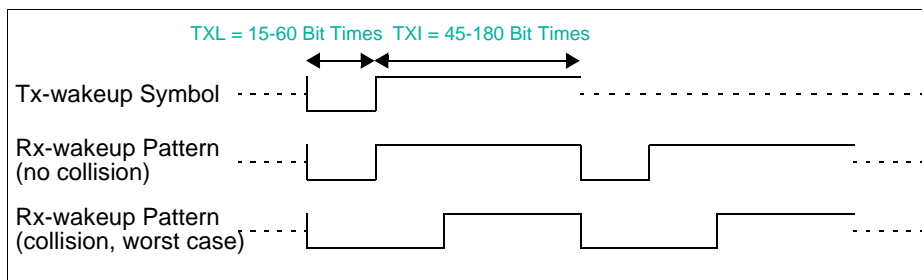 TXL = 15-60 Bit Times TXI = 45-180 Bit Times
Tx-wakeup Symbol
Rx-wakeup Pattern
(no collision)
Rx-wakeup Pattern
(collision, worst case)